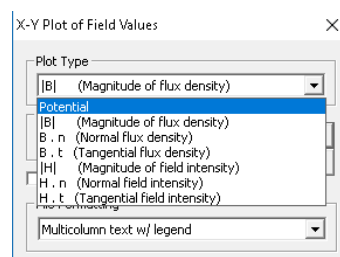 X-Y Plot of Field Values
Plot Type
|B| (Magnitude of flux density)
Potential
|B| (Magnitude of flux density)
B . n (Normal flux density)
B . t (Tangential flux density)
|H| (Magnitude of field intensity)
H . n (Normal field intensity)
H . t (Tangential field intensity)
Multicolumn text w/ legend